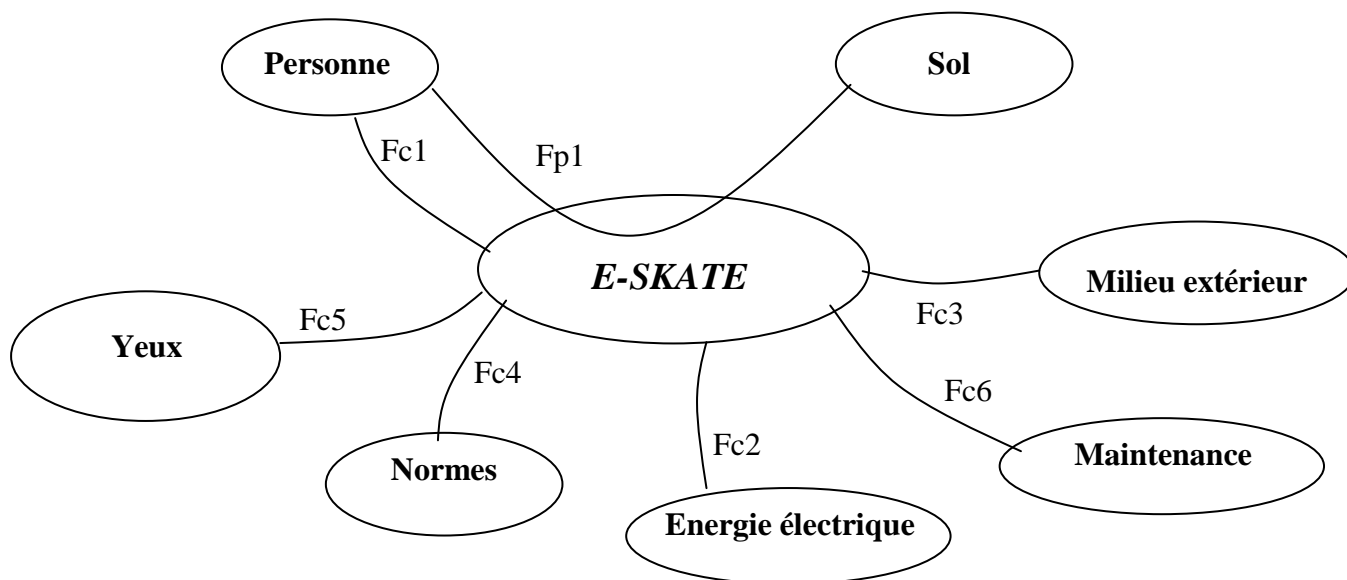 Personne
Sol
Fc1
Fp1
E-SKATE
Milieu extérieur
Fc3
Fc5
Yeux
Fc4
Fc6
Fc2
Maintenance
Normes
Energie électrique